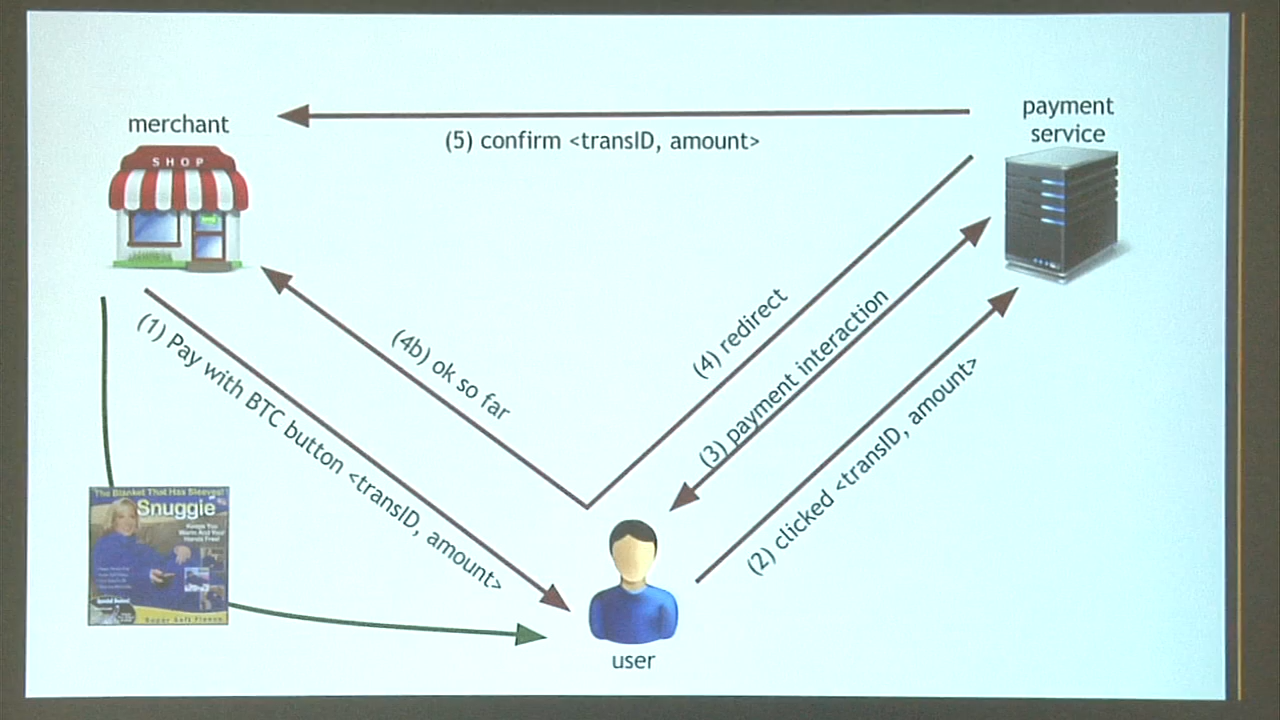 merchant
SHOP
payment
service
(5) confirm <transID, amount>
(4) redirect
(3) payment interaction
(2) clicked <transID, amount>
(4b) ok so far
(1) Pay with BTC button <transID, amount>
The Blanket That Has Sleeves!
Snuggie
Keeps You
Warm And Your
Hands Free!
Super Soft Fleece
user